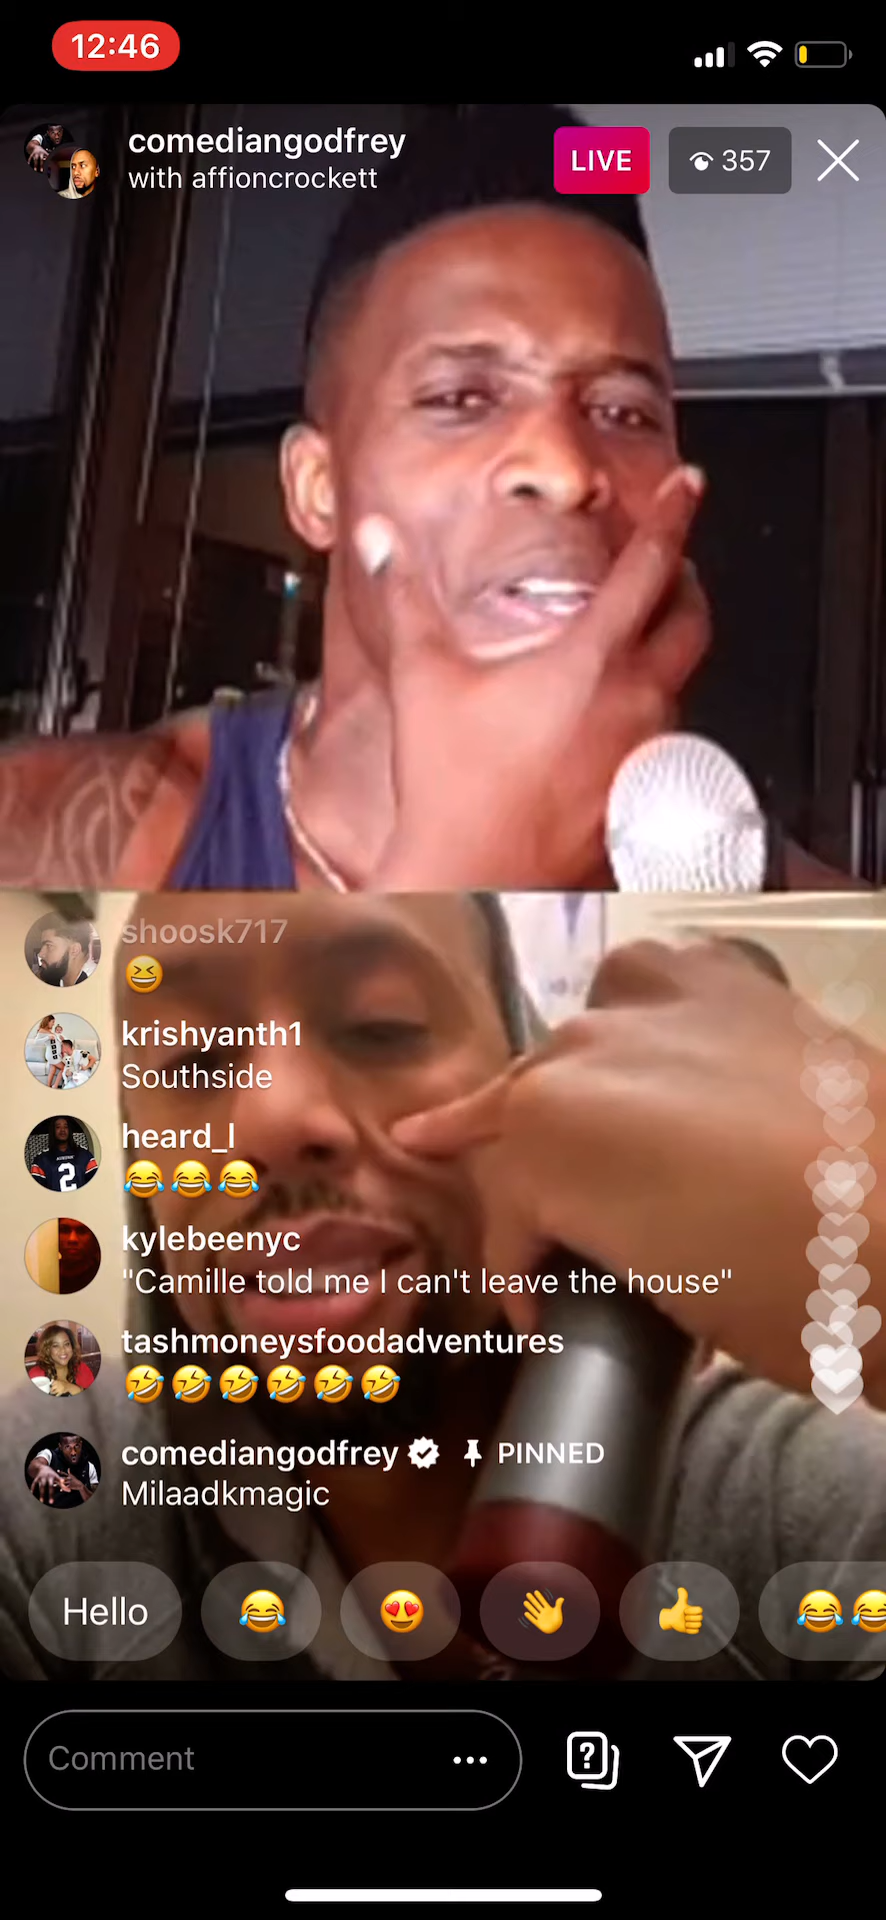 12:46
comediangodfrey
with affioncrockett
LIVE
357
shoosk717
😆
krishyanth1
Southside
heard_l
😂😂😂
kylebeenyc
"Camille told me I can't leave the house"
tashmoneysfoodadventures
🤣🤣🤣🤣🤣🤣
comediangodfrey PINNED
Milaadkmagic
Hello 😂 😍 👋 👍 😂😂
Comment